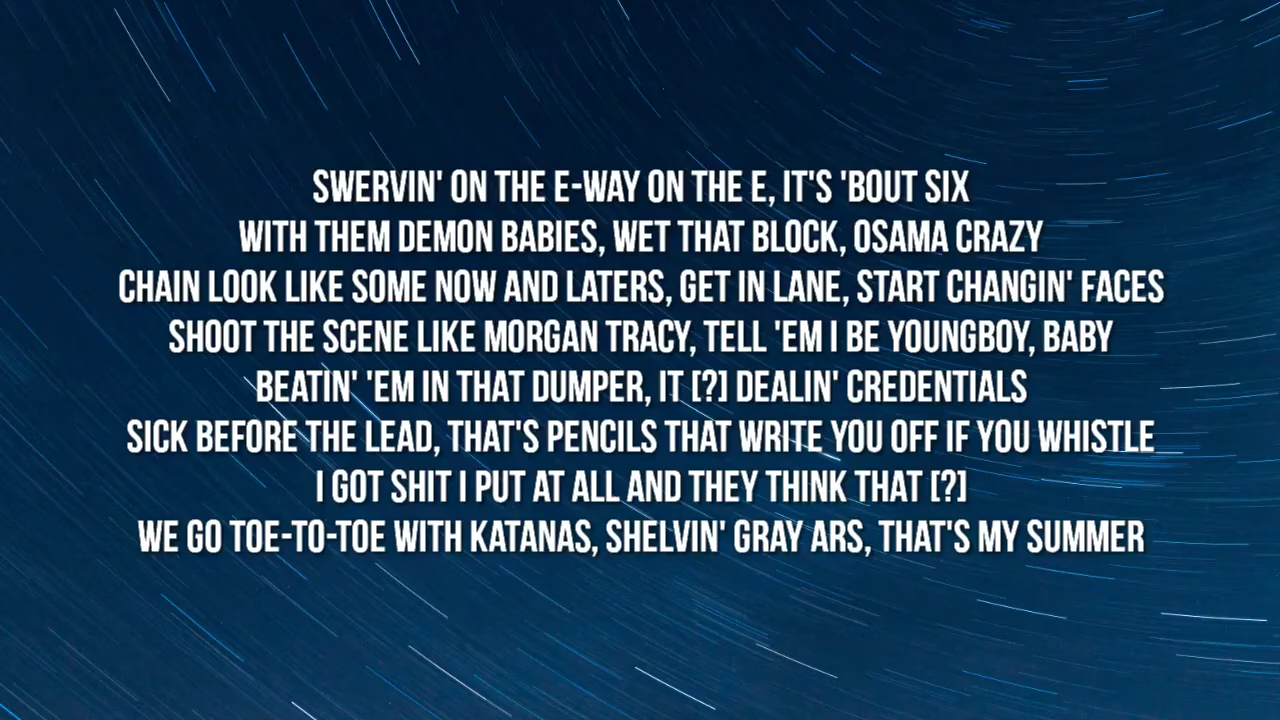 SWERVIN' ON THE E-WAY ON THE E, IT'S 'BOUT SIX
WITH THEM DEMON BABIES, WET THAT BLOCK, OSAMA CRAZY
CHAIN LOOK LIKE SOME NOW AND LATERS, GET IN LANE, START CHANGIN' FACES
SHOOT THE SCENE LIKE MORGAN TRACY, TELL 'EM I BE YOUNGBOY, BABY
BEATIN' 'EM IN THAT DUMPER, IT [?] DEALIN' CREDENTIALS
SICK BEFORE THE LEAD, THAT'S PENCILS THAT WRITE YOU OFF IF YOU WHISTLE
I GOT SHIT I PUT AT ALL AND THEY THINK THAT [?]
WE GO TOE-TO-TOE WITH KATANAS, SHELVIN' GRAY ARS, THAT'S MY SUMMER